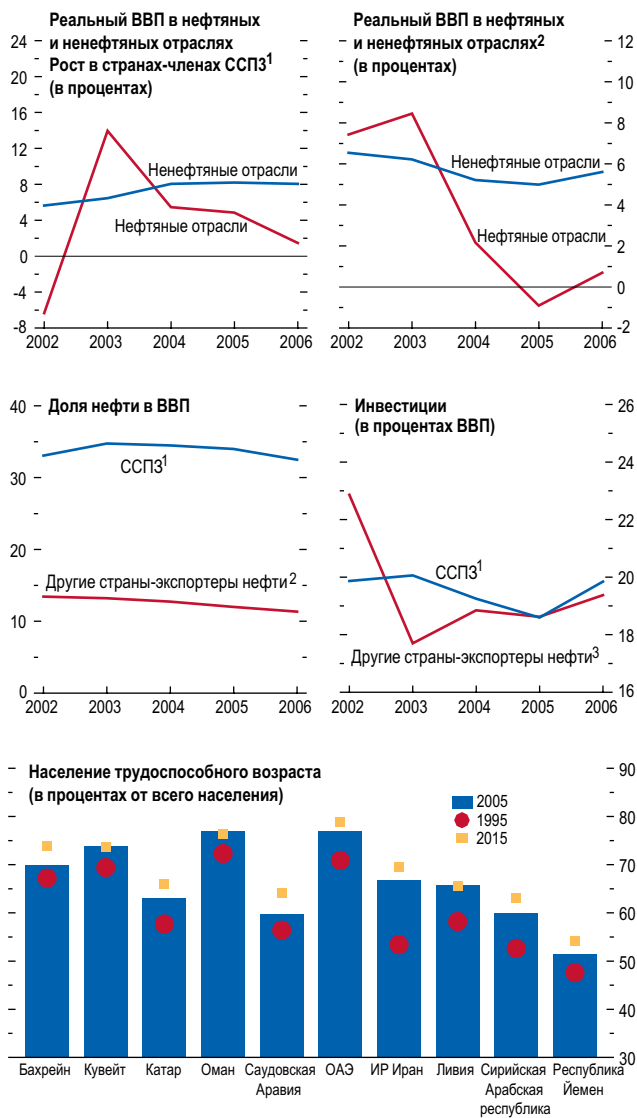 Реальный ВВП в нефтяных
и ненефтяных отраслях
Рост в странах-членах ССПЗ1
(в процентах)
24
20
16
12
8
4
0
-4
-8
Ненефтяные отрасли
Нефтяные отрасли
2002 2003 2004 2005 2006
Реальный ВВП в нефтяных
и ненефтяных отраслях2
(в процентах)
12
10
8
6
4
2
0
-2
Ненефтяные отрасли
Нефтяные отрасли
2002 2003 2004 2005 2006
Доля нефти в ВВП
40
30
20
10
0
ССПЗ1
Другие страны-экспортеры нефти2
2002 2003 2004 2005 2006
Инвестиции
(в процентах ВВП)
26
24
22
20
18
16
ССПЗ1
Другие страны-экспортеры нефти3
2002 2003 2004 2005 2006
Население трудоспособного возраста
(в процентах от всего населения)
2005
1995
2015
90
80
70
60
50
40
30
Бахрейн Кувейт Катар Оман Саудовская ОАЭ ИР Иран Ливия Сирийская Республика
Аравия Арабская Йемен
республика